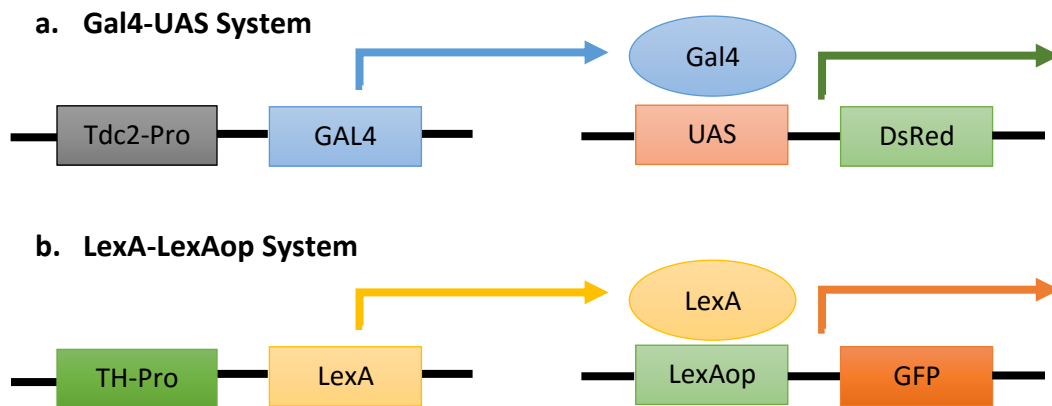 a. Gal4-UAS System
Gal4
Tdc2-Pro GAL4 UAS DsRed
b. LexA-LexAop System
LexA
TH-Pro LexA LexAop GFP